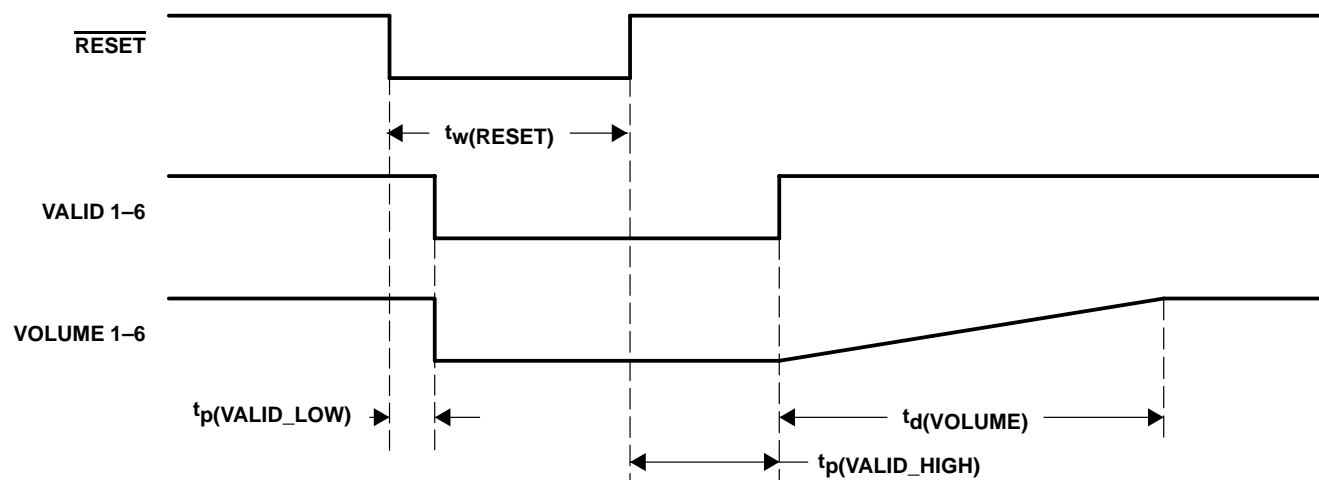 RESET
tw(RESET)
VALID 1–6
VOLUME 1–6
tp(VALID_LOW)
td(VOLUME)
tp(VALID_HIGH)